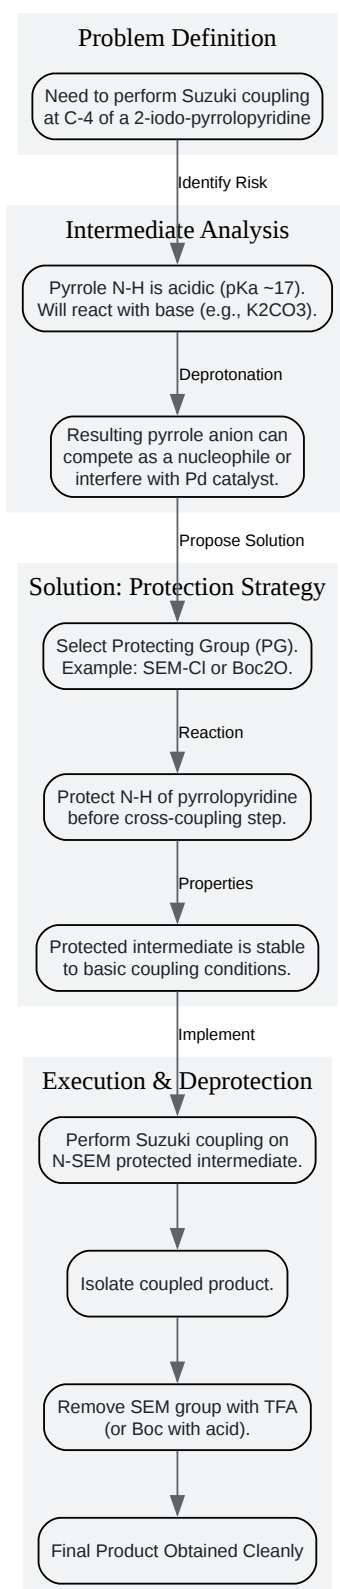 Problem Definition
Need to perform Suzuki coupling
at C-4 of a 2-iodo-pyrrolopyridine
Identify Risk
Intermediate Analysis
Pyrrole N-H is acidic (pKa ~17).
Will react with base (e.g., K2CO3).
Deprotonation
Resulting pyrrole anion can
compete as a nucleophile or
interfere with Pd catalyst.
Propose Solution
Solution: Protection Strategy
Select Protecting Group (PG).
Example: SEM-Cl or Boc2O.
Reaction
Protect N-H of pyrrolopyridine
before cross-coupling step.
Properties
Protected intermediate is stable
to basic coupling conditions.
Implement
Execution & Deprotection
Perform Suzuki coupling on
N-SEM protected intermediate.
Isolate coupled product.
Remove SEM group with TFA
(or Boc with acid).
Final Product Obtained Cleanly